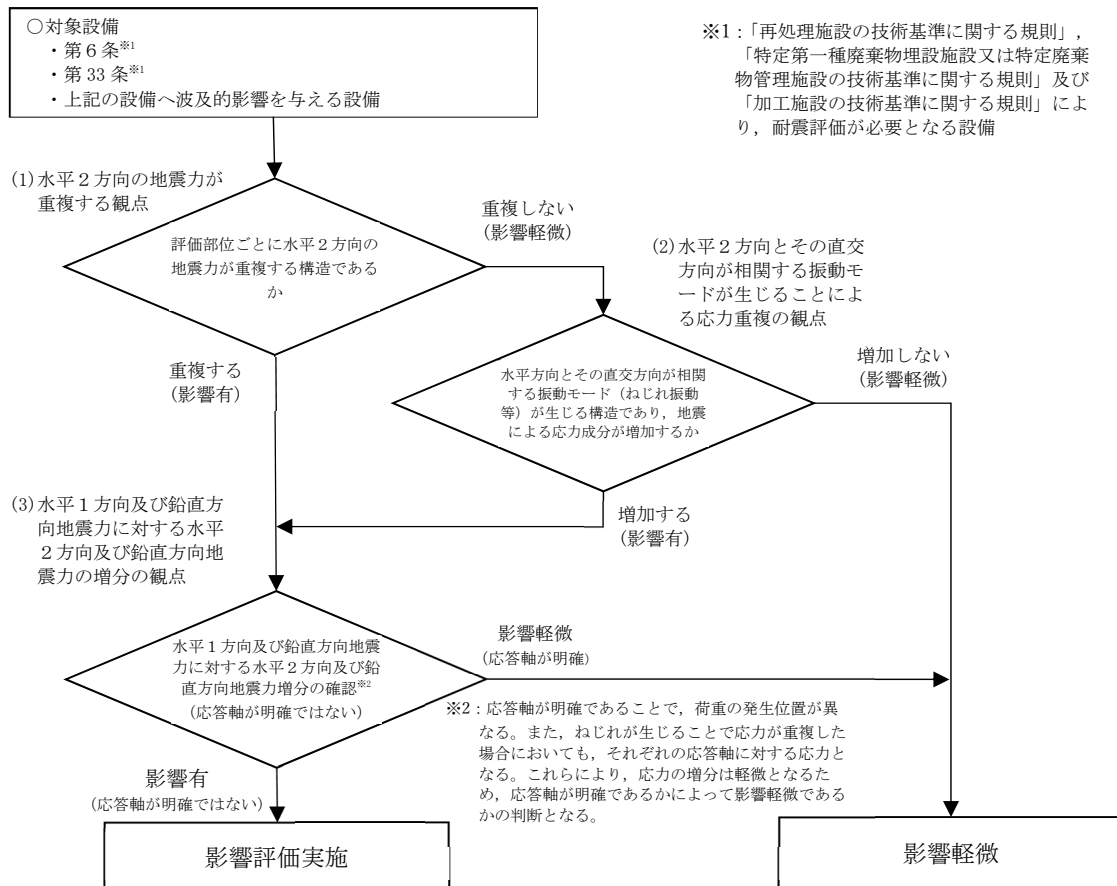 ○対象設備
・第６条※1
・第 33 条※1
・上記の設備へ波及的影響を与える設備
※1：「再処理施設の技術基準に関する規則」，
「特定第一種廃棄物埋設施設又は特定廃棄
物管理施設の技術基準に関する規則」及び
「加工施設の技術基準に関する規則」によ
り，耐震評価が必要となる設備
(1)水平２方向の地震力が
重複する観点
評価部位ごとに水平２方向の
地震力が重複する構造である
か
重複しない
(影響軽微)
(2)水平２方向とその直交
方向が相関する振動モ
ードが生じることによ
る応力重複の観点
重複する
(影響有)
水平方向とその直交方向が相関
する振動モード（ねじれ振動
等）が生じる構造であり，地震
による応力成分が増加するか
増加しない
(影響軽微)
増加する
(影響有)
(3)水平１方向及び鉛直方
向地震力に対する水平
２方向及び鉛直方向地
震力の増分の観点
水平１方向及び鉛直方向地震
力に対する水平２方向及び鉛
直方向地震力増分の確認※2
(応答軸が明確ではない)
影響軽微
(応答軸が明確)
※2：応答軸が明確であることで，荷重の発生位置が異
なる。また，ねじれが生じることで応力が重複した
場合においても，それぞれの応答軸に対する応力と
なる。これらにより，応力の増分は軽微となるた
め，応答軸が明確であるかによって影響軽微である
かの判断となる。
影響有
(応答軸が明確ではない)
影響評価実施
影響軽微